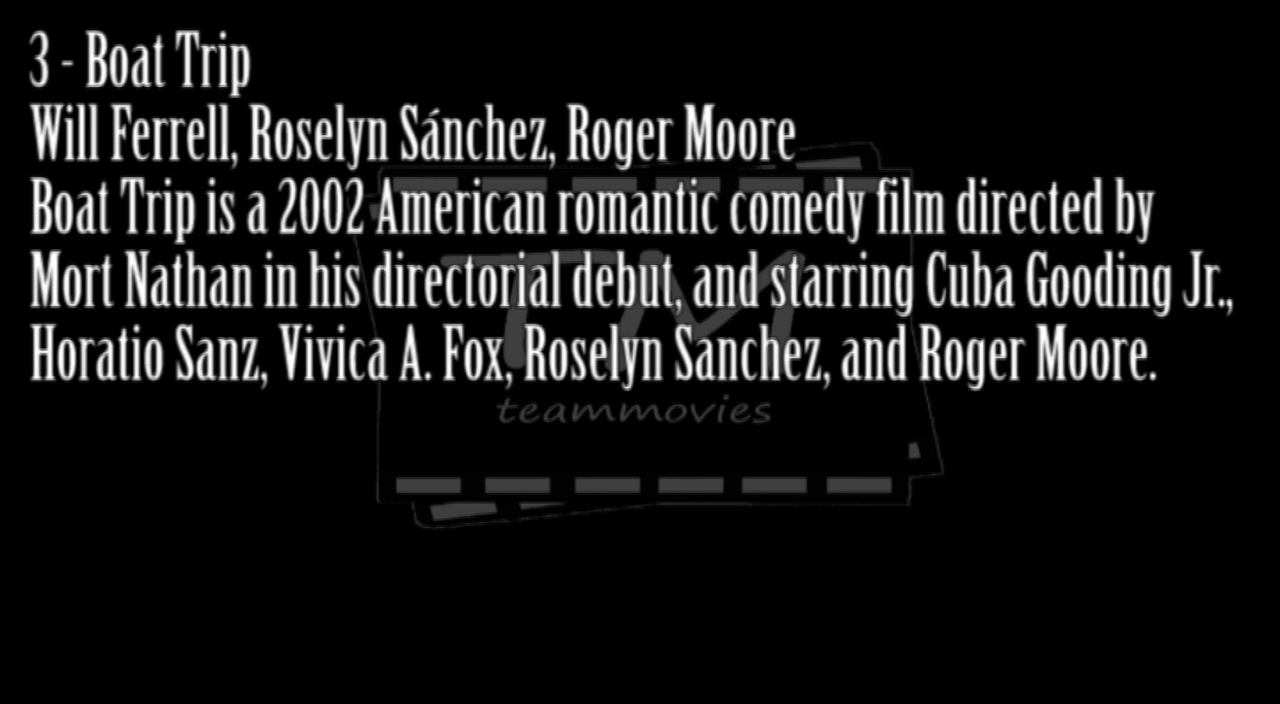 3 - Boat Trip
Will Ferrell, Roselyn Sánchez, Roger Moore
Boat Trip is a 2002 American romantic comedy film directed by
Mort Nathan in his directorial debut, and starring Cuba Gooding Jr.,
Horatio Sanz, Vivica A. Fox, Roselyn Sanchez, and Roger Moore.
TM
teammovies